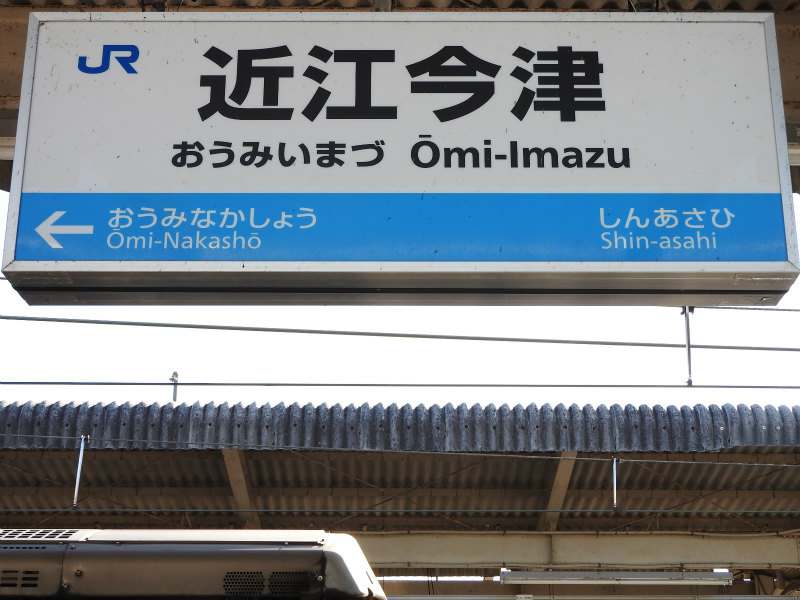 JR 近江今津
おうみいまづ Ōmi-Imazu
おうみなかしょう しんあさひ
Ōmi-Nakashō Shin-asahi